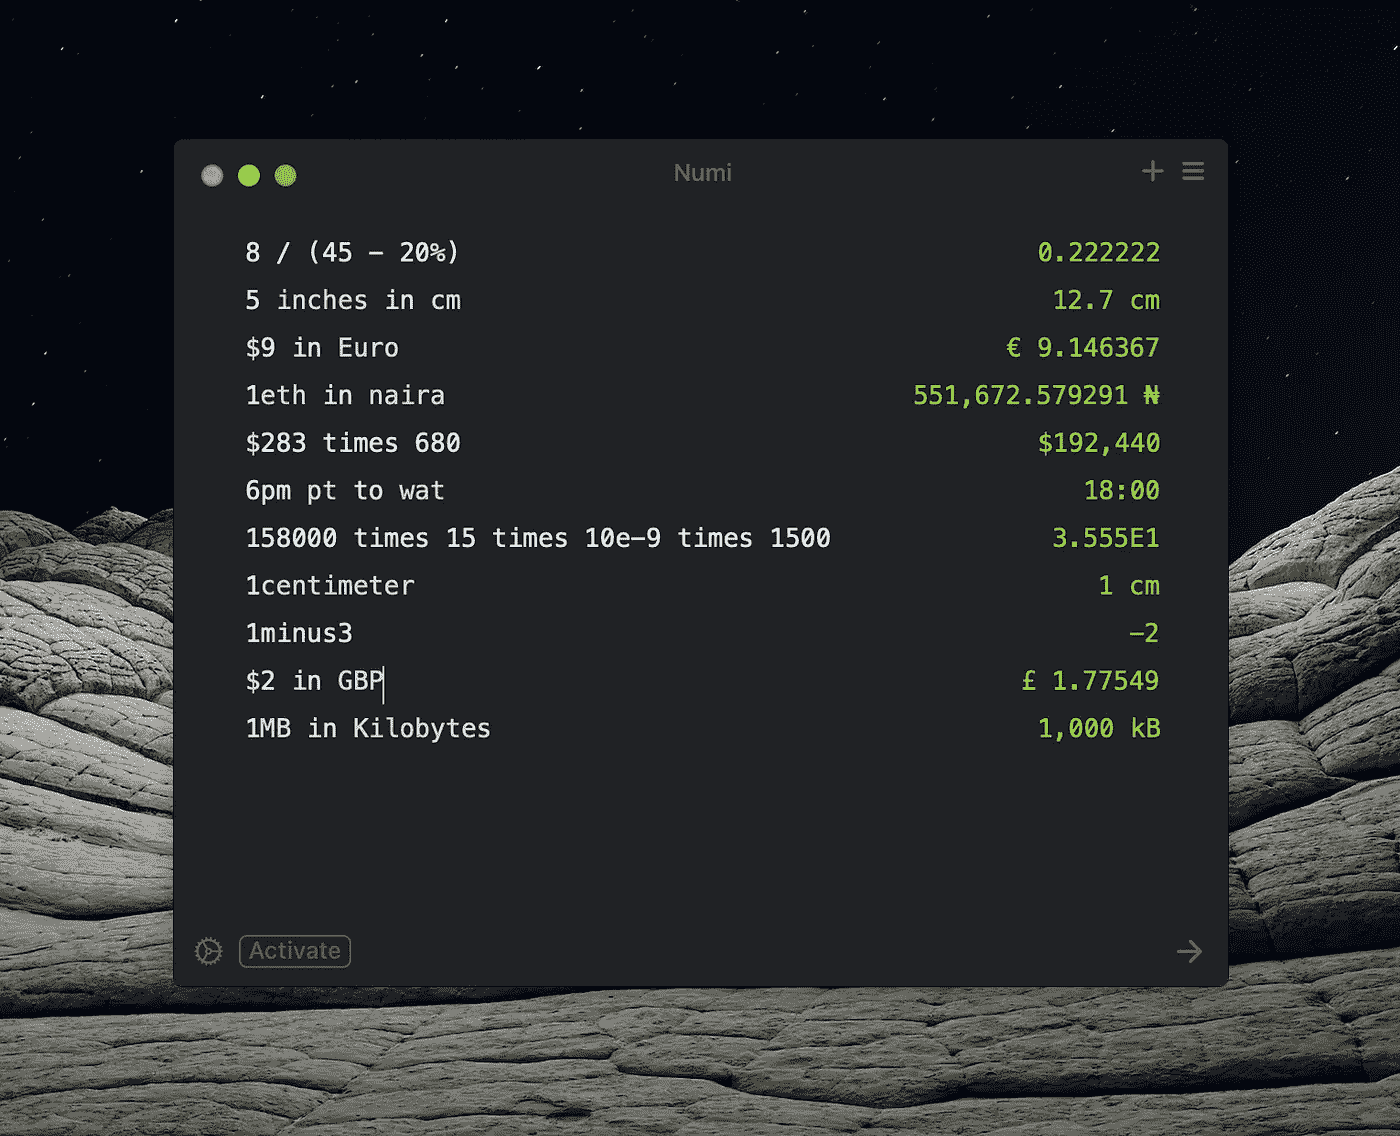 Numi
8 / (45 − 20%) 0.222222
5 inches in cm 12.7 cm
$9 in Euro € 9.146367
1eth in naira 551,672.579291 ₦
$283 times 680 $192,440
6pm pt to wat 18:00
158000 times 15 times 10e−9 times 1500 3.555E1
1centimeter 1 cm
1minus3 −2
$2 in GBP £ 1.77549
1MB in Kilobytes 1,000 kB
Activate